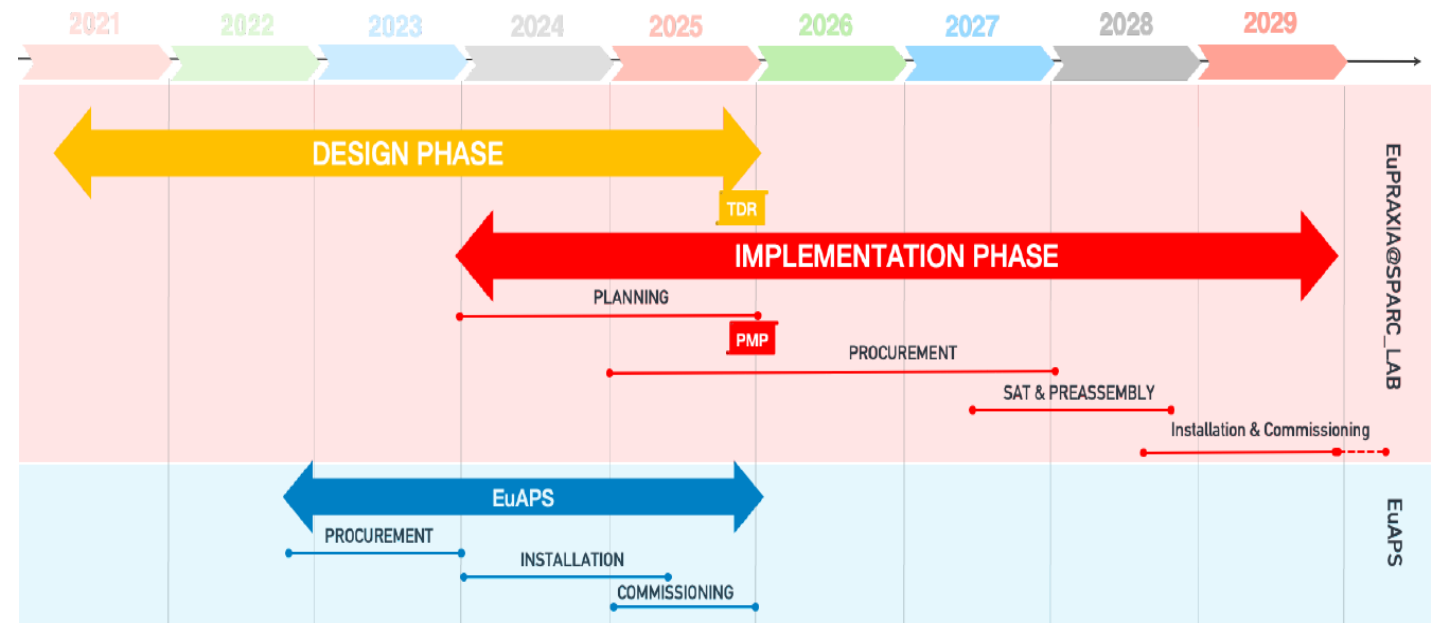 2021 2022 2023 2024 2025 2026 2027 2028 2029
DESIGN PHASE
TDR
IMPLEMENTATION PHASE
PLANNING
PMP
PROCUREMENT
SAT & PREASSEMBLY
Installation & Commissioning
EuPRAXIA@SPARC_LAB
EuAPS
PROCUREMENT
INSTALLATION
COMMISSIONING
EuAPS